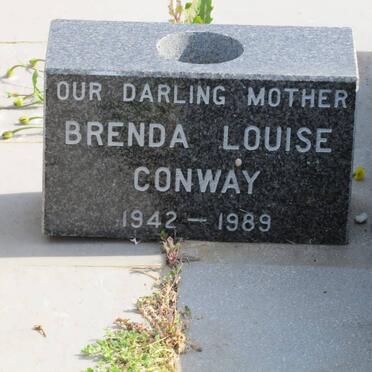 OUR DARLING MOTHER
BRENDA LOUISE
CONWAY
1942 — 1989